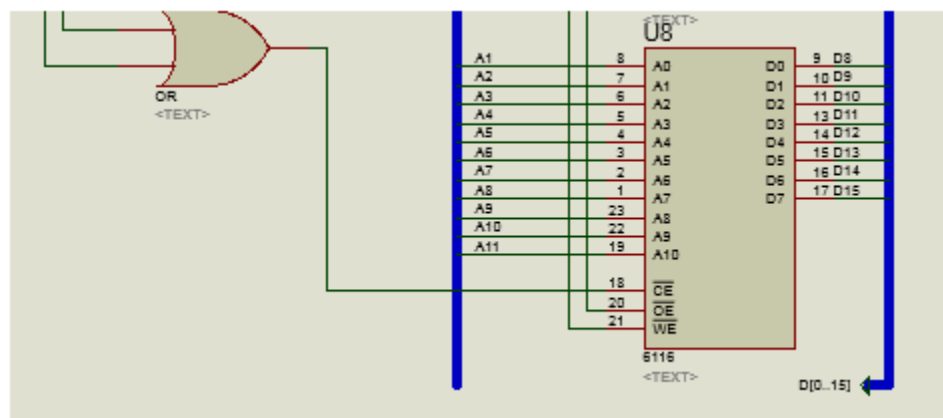 <TEXT>
U8
A1 8 A0 D0 9 D8
A2 7 A1 D1 10 D9
A3 6 A2 D2 11 D10
A4 5 A3 D3 13 D11
A5 4 A4 D4 14 D12
A6 3 A5 D5 15 D13
A7 2 A6 D6 16 D14
A8 1 A7 D7 17 D15
A9 23 A8
A10 22 A9
A11 19 A10
18 CE
20 OE
21 WE
OR
<TEXT>
6116
<TEXT>
D[0..15]